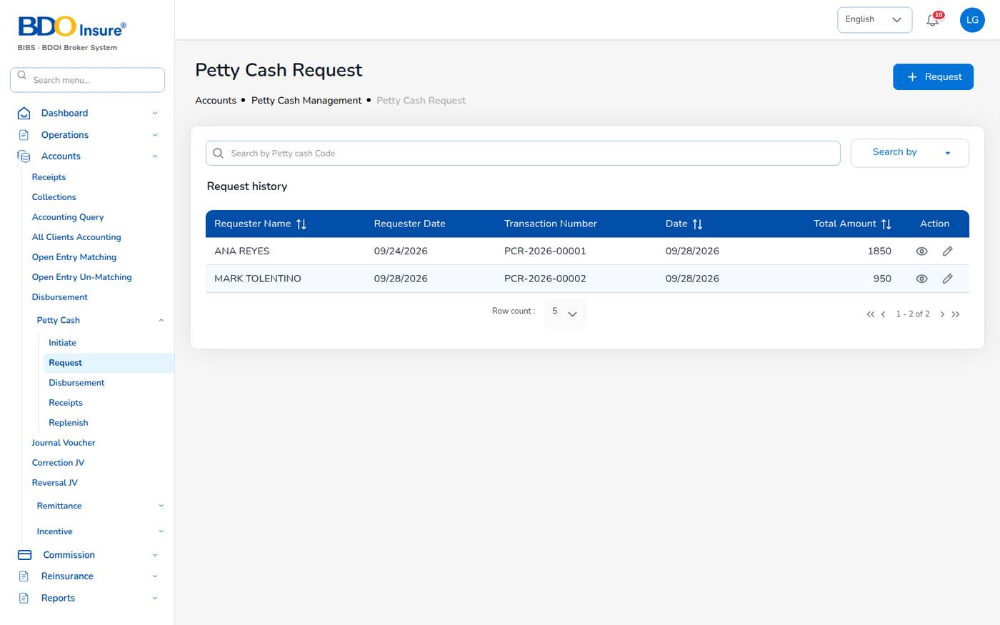 BDO Insure®
BIBS · BDOI Broker System
Search menu...
Dashboard
Operations
Accounts
Receipts
Collections
Accounting Query
All Clients Accounting
Open Entry Matching
Open Entry Un-Matching
Disbursement
Petty Cash
Initiate
Request
Disbursement
Receipts
Replenish
Journal Voucher
Correction JV
Reversal JV
Remittance
Incentive
Commission
Reinsurance
Reports
English
10
LG
Petty Cash Request
Request
Accounts • Petty Cash Management • Petty Cash Request
Search by Petty cash Code
Search by
Request history
Requester Name Requester Date Transaction Number Date Total Amount Action
ANA REYES 09/24/2026 PCR-2026-00001 09/28/2026 1850
MARK TOLENTINO 09/28/2026 PCR-2026-00002 09/28/2026 950
Row count : 5
1 - 2 of 2